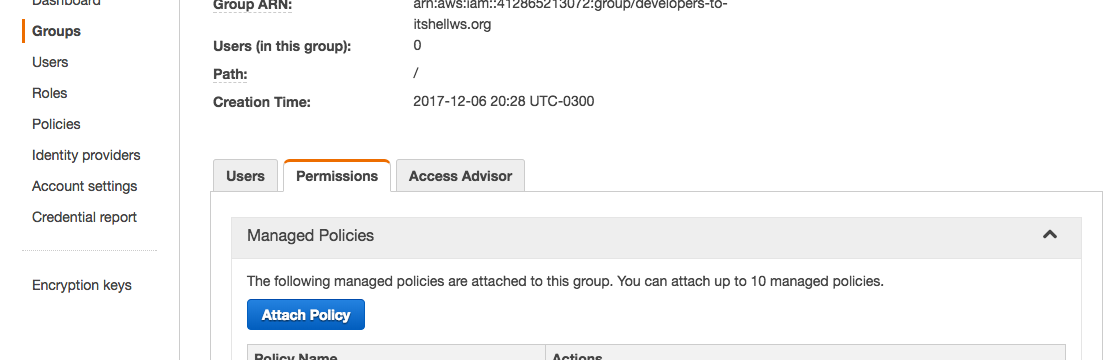 Dashboard
Groups
Users
Roles
Policies
Identity providers
Account settings
Credential report
Encryption keys
Group ARN: arn:aws:iam::412865213072:group/developers-to-
itshellws.org
Users (in this group): 0
Path: /
Creation Time: 2017-12-06 20:28 UTC-0300
Users Permissions Access Advisor
Managed Policies
The following managed policies are attached to this group. You can attach up to 10 managed policies.
Attach Policy
Policy Name Actions